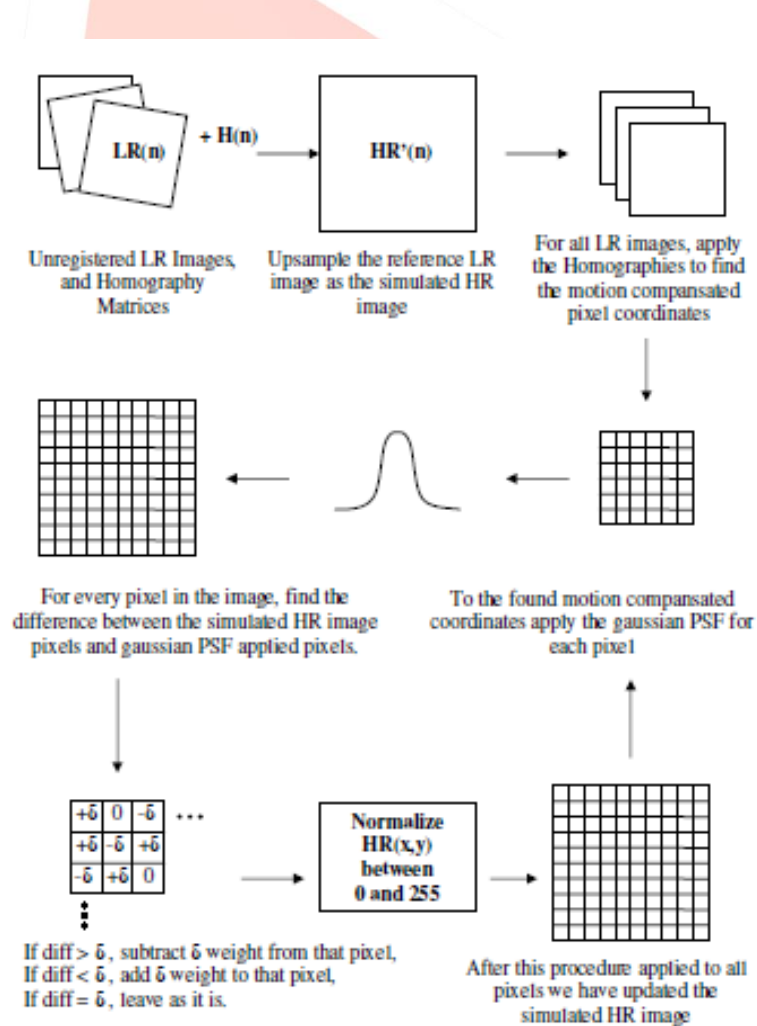 LR(n)
+ H(n)
HR'(n)
Unregistered LR Images,
and Homography
Matrices
Upsample the reference LR
image as the simulated HR
image
For all LR images, apply
the Homographies to find
the motion compansated
pixel coordinates
For every pixel in the image, find the
difference between the simulated HR image
pixels and gaussian PSF applied pixels.
To the found motion compansated
coordinates apply the gaussian PSF for
each pixel
+δ 0 -δ ...
+δ -δ +δ
-δ +δ 0
Normalize
HR(x,y)
between
0 and 255
If diff > δ, subtract δ weight from that pixel,
If diff < δ, add δ weight to that pixel,
If diff = δ, leave as it is.
After this procedure applied to all
pixels we have updated the
simulated HR image